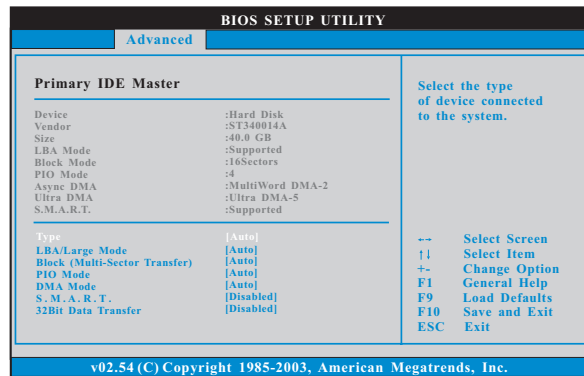 BIOS SETUP UTILITY
Advanced
Primary IDE Master
Device :Hard Disk
Vendor :ST340014A
Size :40.0 GB
LBA Mode :Supported
Block Mode :16Sectors
PIO Mode :4
Async DMA :MultiWord DMA-2
Ultra DMA :Ultra DMA-5
S.M.A.R.T. :Supported
Type [Auto]
LBA/Large Mode [Auto]
Block (Multi-Sector Transfer) [Auto]
PIO Mode [Auto]
DMA Mode [Auto]
S.M.A.R.T. [Disabled]
32Bit Data Transfer [Disabled]
Select the type
of device connected
to the system.
←→ Select Screen
↑↓ Select Item
+- Change Option
F1 General Help
F9 Load Defaults
F10 Save and Exit
ESC Exit
v02.54 (C) Copyright 1985-2003, American Megatrends, Inc.